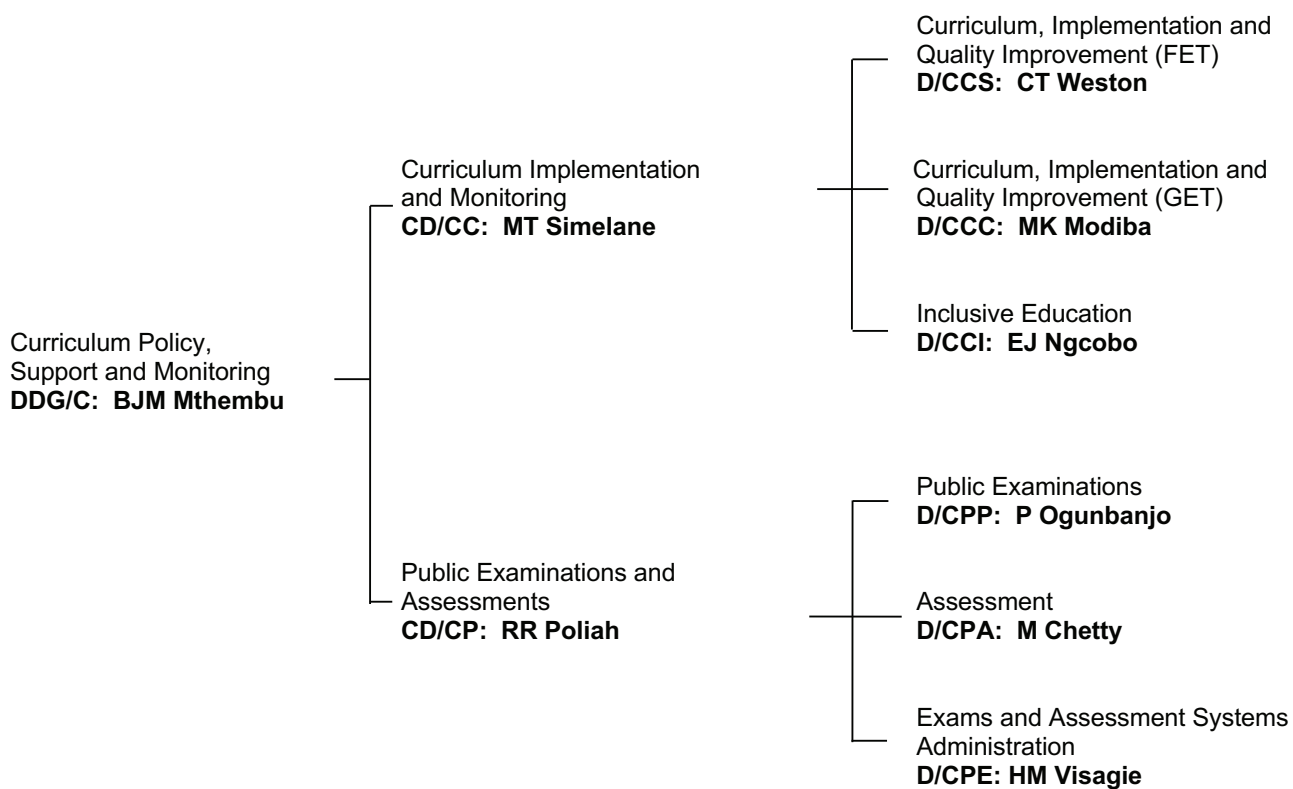 Curriculum Policy,
Support and Monitoring
DDG/C: BJM Mthembu
Curriculum Implementation
and Monitoring
CD/CC: MT Simelane
Curriculum, Implementation and
Quality Improvement (FET)
D/CCS: CT Weston
Curriculum, Implementation and
Quality Improvement (GET)
D/CCC: MK Modiba
Inclusive Education
D/CCI: EJ Ngcobo
Public Examinations and
Assessments
CD/CP: RR Poliah
Public Examinations
D/CPP: P Ogunbanjo
Assessment
D/CPA: M Chetty
Exams and Assessment Systems
Administration
D/CPE: HM Visagie